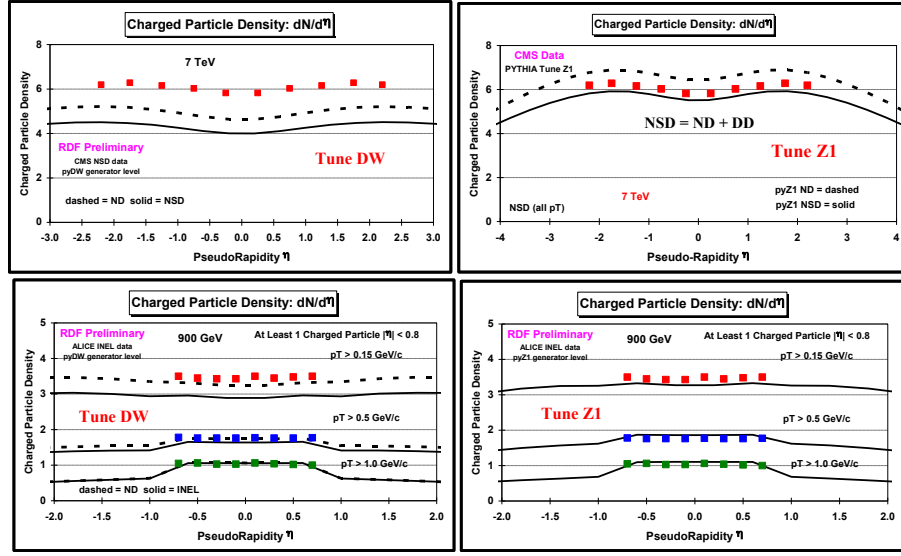 Charged Particle Density: dN/dη
8
6
4
2
0
Charged Particle Density
7 TeV
RDF Preliminary
CMS NSD data
pyDW generator level
Tune DW
dashed = ND solid = NSD
-3.0 -2.5 -2.0 -1.5 -1.0 -0.5 0.0 0.5 1.0 1.5 2.0 2.5 3.0
PseudoRapidity η
Charged Particle Density: dN/dη
8
6
4
2
0
Charged Particle Density
CMS Data
PYTHIA Tune Z1
NSD = ND + DD
Tune Z1
NSD (all pT)
7 TeV
pyZ1 ND = dashed
pyZ1 NSD = solid
-4 -3 -2 -1 0 1 2 3 4
Pseudo-Rapidity η
Charged Particle Density: dN/dη
5
4
3
2
1
0
Charged Particle Density
RDF Preliminary
ALICE INEL data
pyDW generator level
900 GeV
At Least 1 Charged Particle |η| < 0.8
pT > 0.15 GeV/c
Tune DW
pT > 0.5 GeV/c
pT > 1.0 GeV/c
dashed = ND solid = INEL
-2.0 -1.5 -1.0 -0.5 0.0 0.5 1.0 1.5 2.0
PseudoRapidity η
Charged Particle Density: dN/dη
5
4
3
2
1
0
Charged Particle Density
RDF Preliminary
ALICE INEL data
pyZ1 generator level
900 GeV
At Least 1 Charged Particle |η| < 0.8
pT > 0.15 GeV/c
Tune Z1
pT > 0.5 GeV/c
pT > 1.0 GeV/c
-2.0 -1.5 -1.0 -0.5 0.0 0.5 1.0 1.5 2.0
PseudoRapidity η